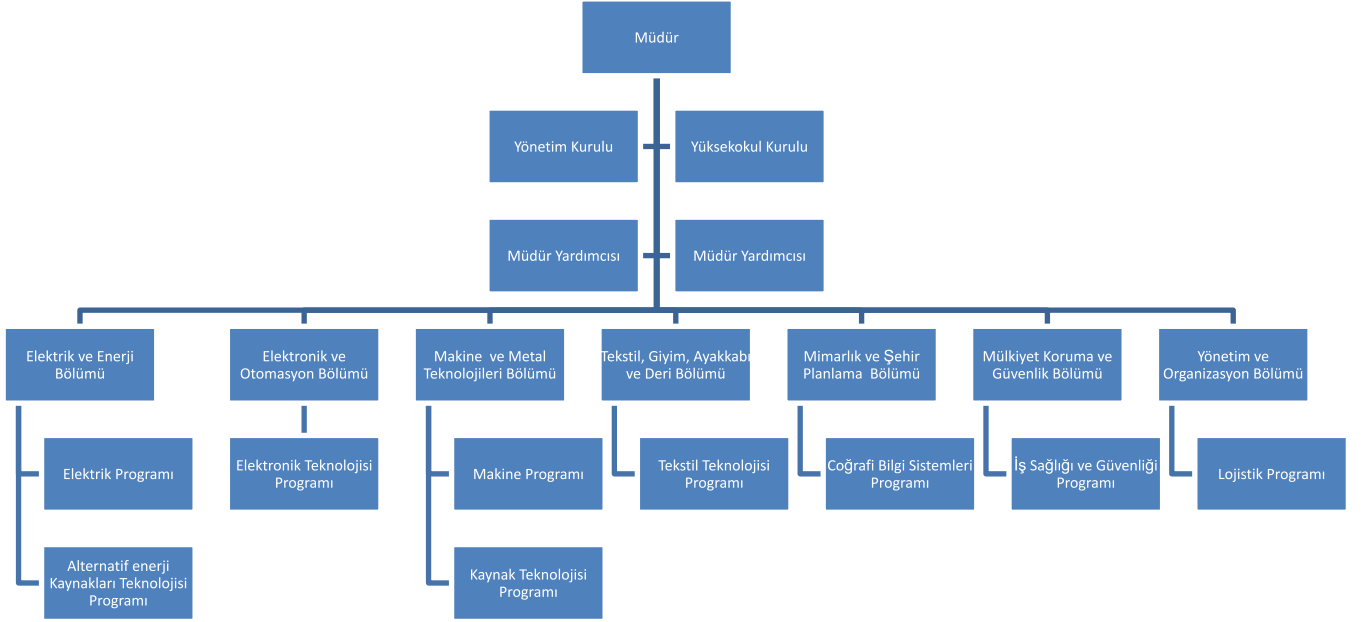 Müdür
Yönetim Kurulu
Yüksekokul Kurulu
Müdür Yardımcısı
Müdür Yardımcısı
Elektrik ve Enerji
Bölümü
Elektronik ve
Otomasyon Bölümü
Makine ve Metal
Teknolojileri Bölümü
Tekstil, Giyim, Ayakkabı
ve Deri Bölümü
Mimarlık ve Şehir
Planlama Bölümü
Mülkiyet Koruma ve
Güvenlik Bölümü
Yönetim ve
Organizasyon Bölümü
Elektrik Programı
Elektronik Teknolojisi
Programı
Makine Programı
Tekstil Teknolojisi
Programı
Coğrafi Bilgi Sistemleri
Programı
İş Sağlığı ve Güvenliği
Programı
Lojistik Programı
Alternatif enerji
Kaynakları Teknolojisi
Programı
Kaynak Teknolojisi
Programı